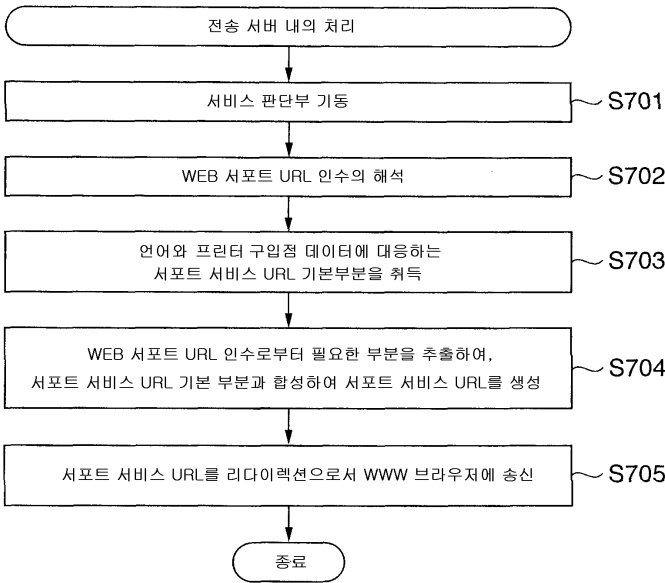 전송 서버 내의 처리
서비스 판단부 기동
S701
WEB 서포트 URL 인수의 해석
S702
언어와 프린터 구입점 데이터에 대응하는
서포트 서비스 URL 기본부분을 취득
S703
WEB 서포트 URL 인수로부터 필요한 부분을 추출하여,
서포트 서비스 URL 기본 부분과 합성하여 서포트 서비스 URL를 생성
S704
서포트 서비스 URL를 리다이렉션으로서 WWW 브라우저에 송신
S705
종료